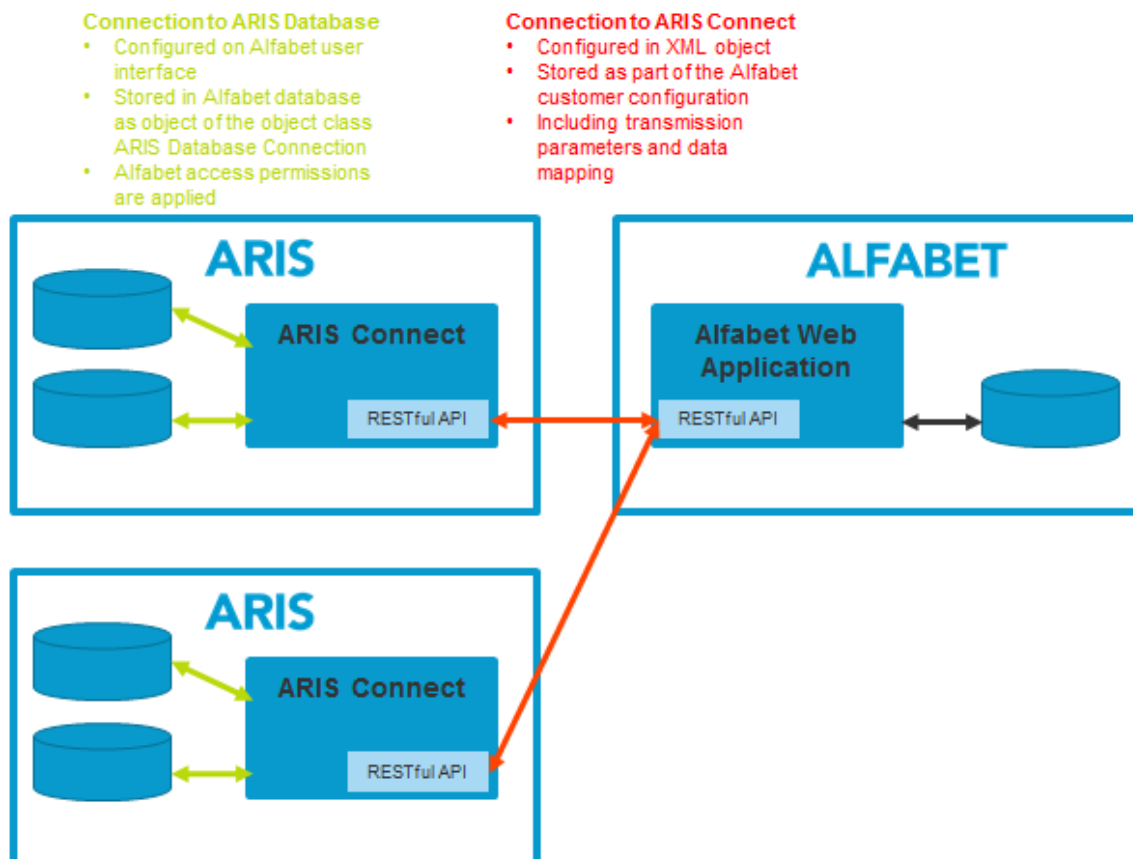 Connection to ARIS Database
• Configured on Alfabet user
interface
• Stored in Alfabet database
as object of the object class
ARIS Database Connection
• Alfabet access permissions
are applied
Connection to ARIS Connect
• Configured in XML object
• Stored as part of the Alfabet
customer configuration
• Including transmission
parameters and data
mapping
ARIS
ARIS Connect
RESTful API
ALFABET
Alfabet Web
Application
RESTful API
ARIS
ARIS Connect
RESTful API